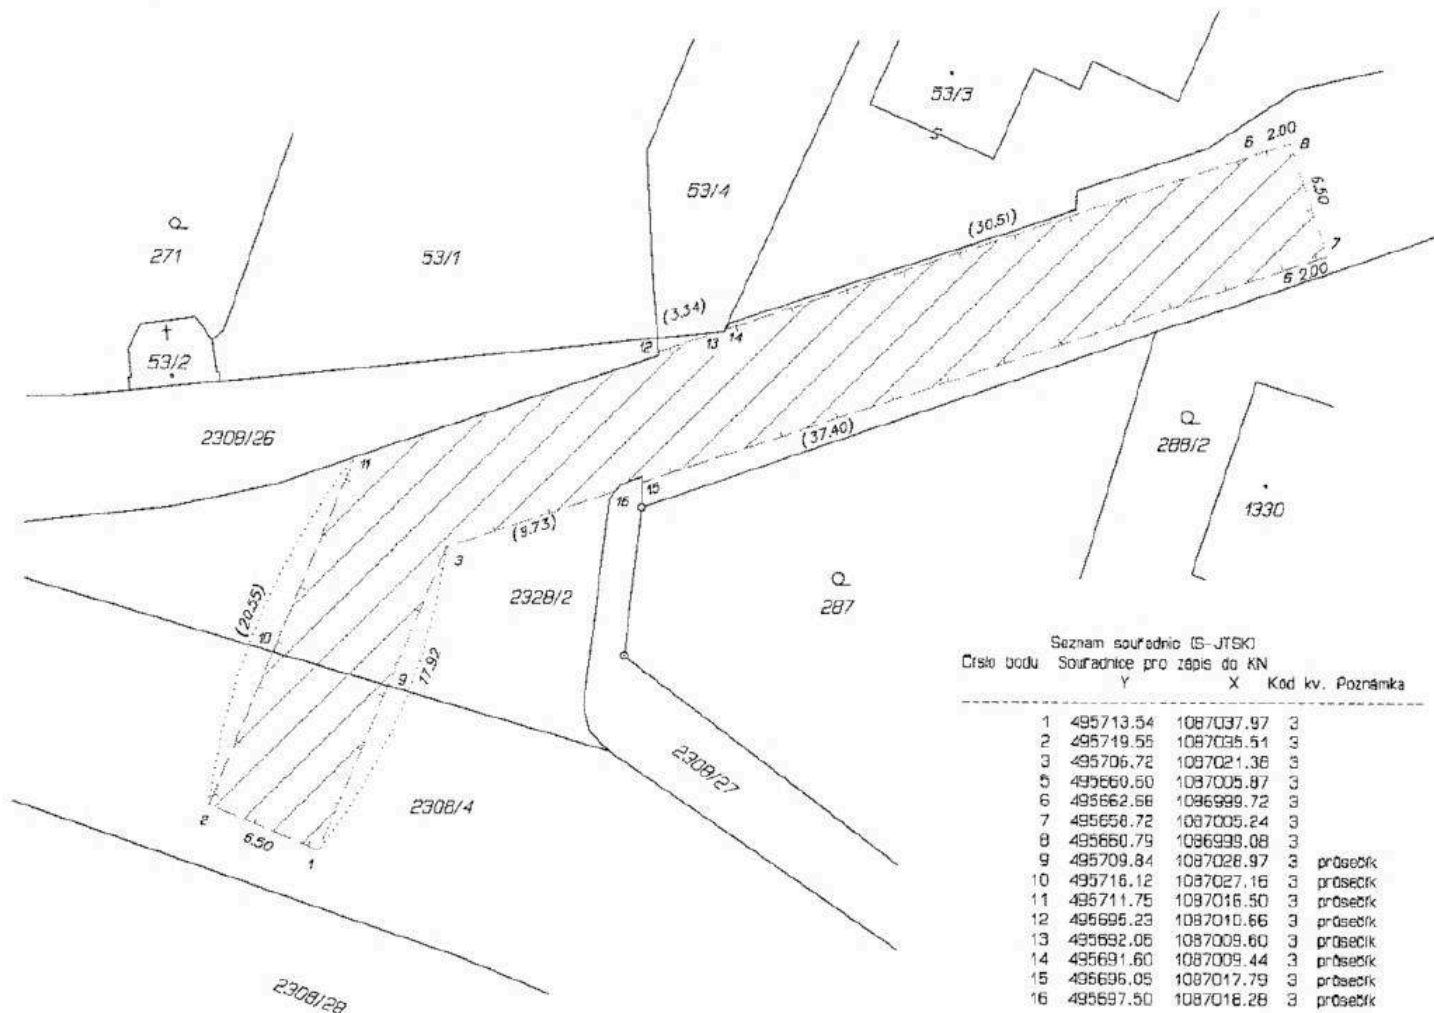 53/3
6 2.00
8
6.50
7
5 2.00
53/4
(30.51)
271
53/1
53/2
(3.34)
12
13
14
2308/26
11
(37.40)
288/2
1330
15
16
(9.73)
3
2328/2
287
(20.55)
10
9
17.92
2308/27
2308/4
2
6.50
1
2308/28
Seznam souřadnic (S-JTSK)
Číslo bodu Souřadnice pro zápis do KN
Y X Kód kv. Poznámka
1 495713.54 1087037.97 3
2 495719.55 1087035.51 3
3 495706.72 1087021.38 3
5 495660.60 1087005.87 3
6 495662.68 1086999.72 3
7 495658.72 1087005.24 3
8 495660.79 1086999.08 3
9 495709.84 1087028.97 3 průsečík
10 495716.12 1087027.16 3 průsečík
11 495711.75 1087016.50 3 průsečík
12 495695.23 1087010.66 3 průsečík
13 495692.06 1087009.60 3 průsečík
14 495691.60 1087009.44 3 průsečík
15 495696.05 1087017.79 3 průsečík
16 495697.50 1087018.28 3 průsečík